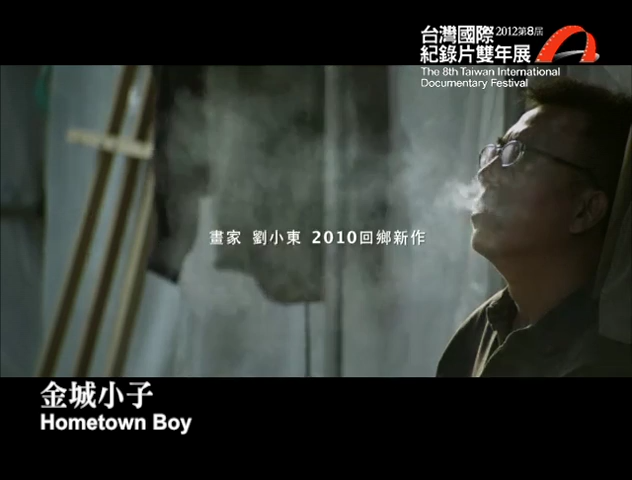 台灣國際 2012第8屆
紀錄片雙年展
The 8th Taiwan International
Documentary Festival
畫家 劉小東 2010回鄉新作
金城小子
Hometown Boy